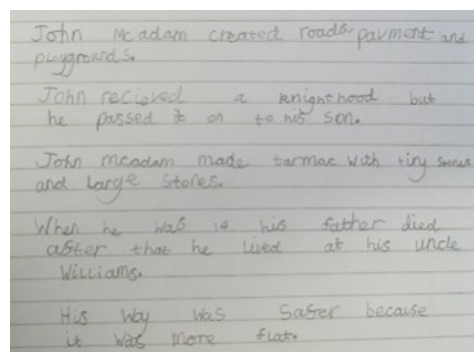 John Mcadam created roads, pavment and
playgrounds.
John recieved a knighthood but
he passed it on to his son.
John mcadam made tarmac with tiny stones
and large stones.
When he was 14 his father died
after that he lived at his uncle
Williams.
His way was safer because
it was more flat.